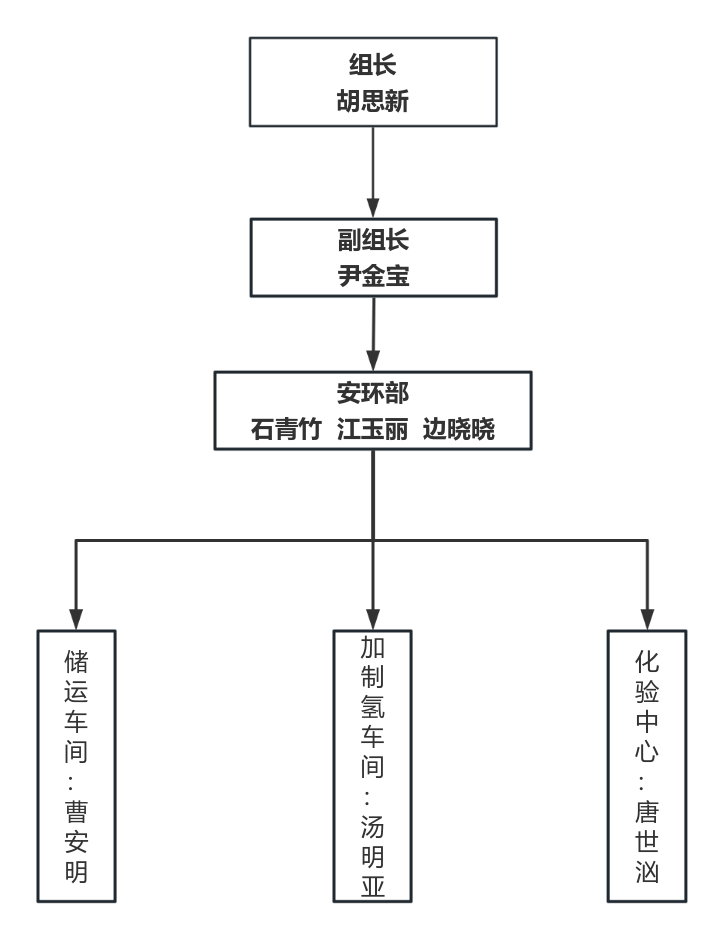 组长
胡思新
副组长
尹金宝
安环部
石青竹 江玉丽 边晓晓
储运车间：曹安明
加制氢车间：汤明亚
化验中心：唐世汹